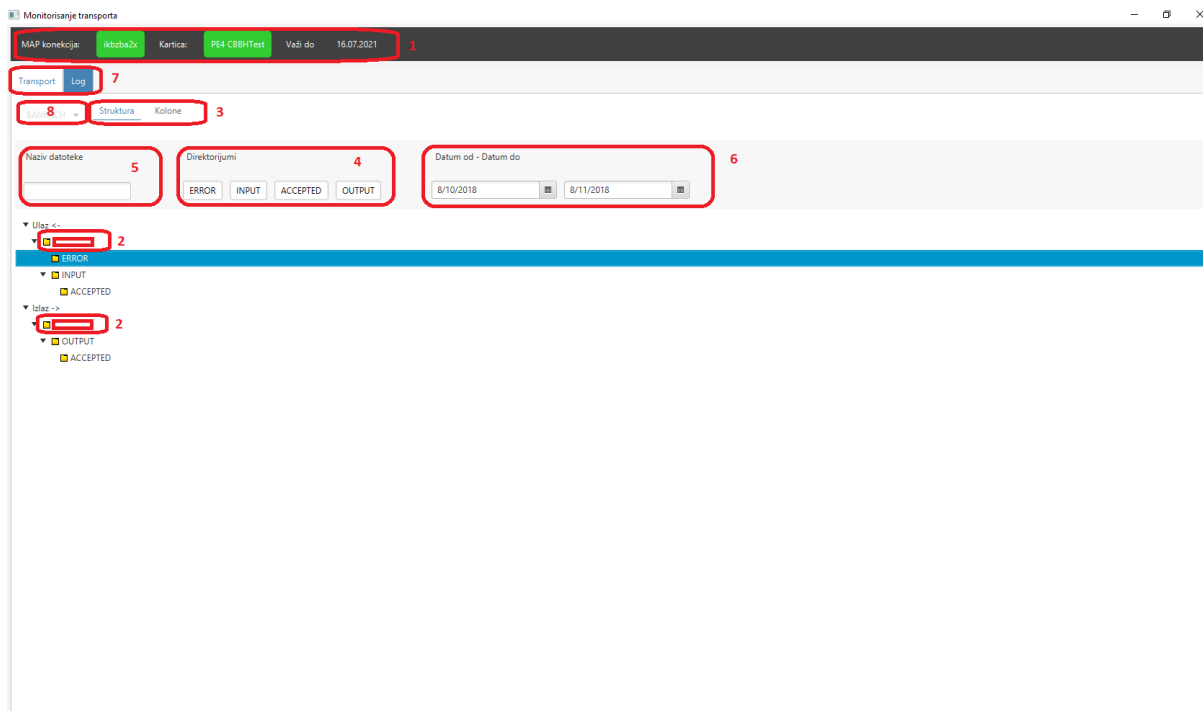 Monitorisanje transporta
MAP konekcija: ikbzba2x Kartica: PE4 CBBHTest Važi do 16.07.2021 1
Transport Log 7
8 Struktura Kolone 3
Naziv datoteke 5 Direktorijumi 4 Datum od - Datum do 6
ERROR INPUT ACCEPTED OUTPUT 8/10/2018 8/11/2018
Ulaz <-
2
ERROR
INPUT
ACCEPTED
Izlaz ->
2
OUTPUT
ACCEPTED